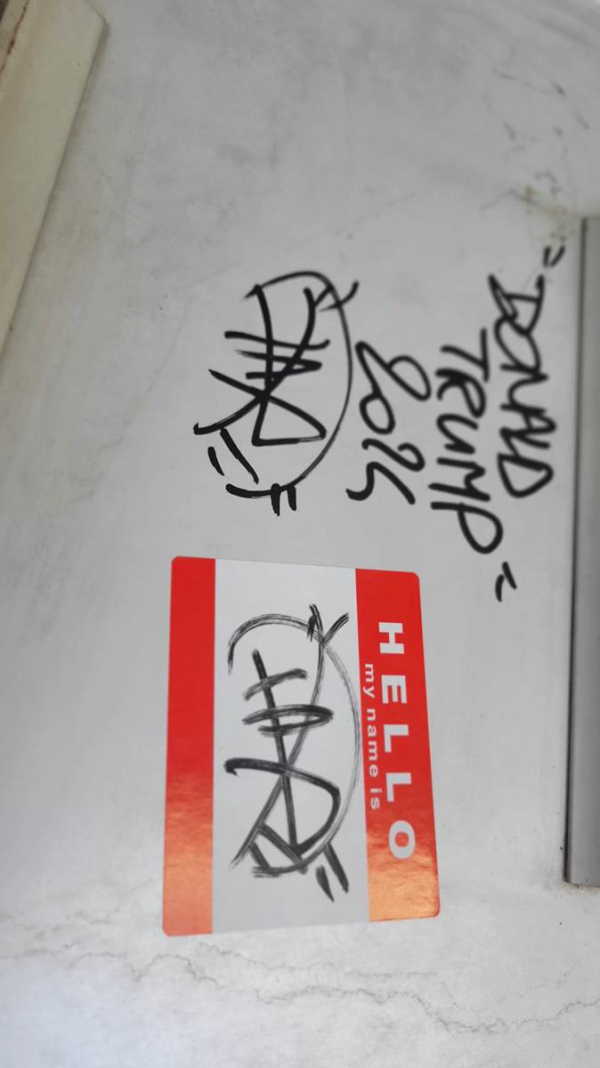 "DONALD
TRUMP"
2016
HELLO
my name is